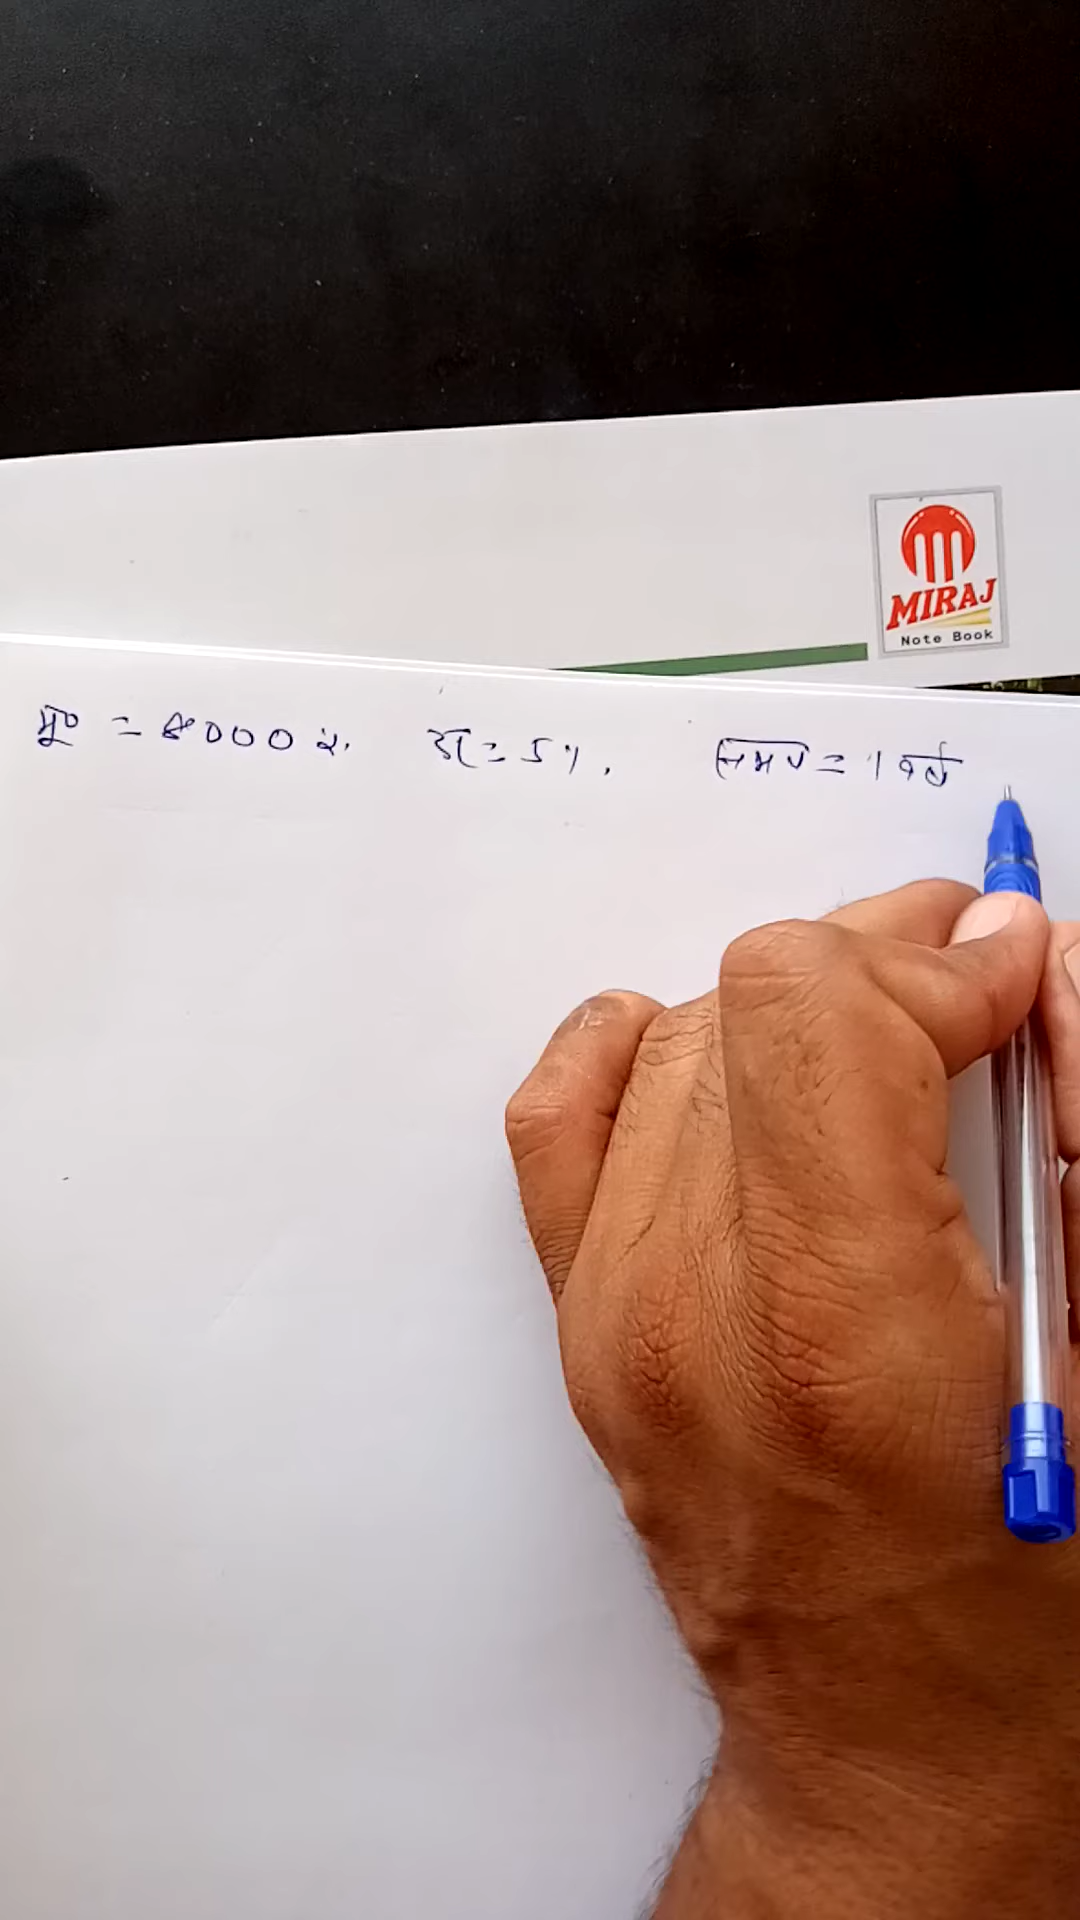 MIRAJ
Note Book
मू० = 8000 रु. दर = 5%. समय = 1 वर्ष